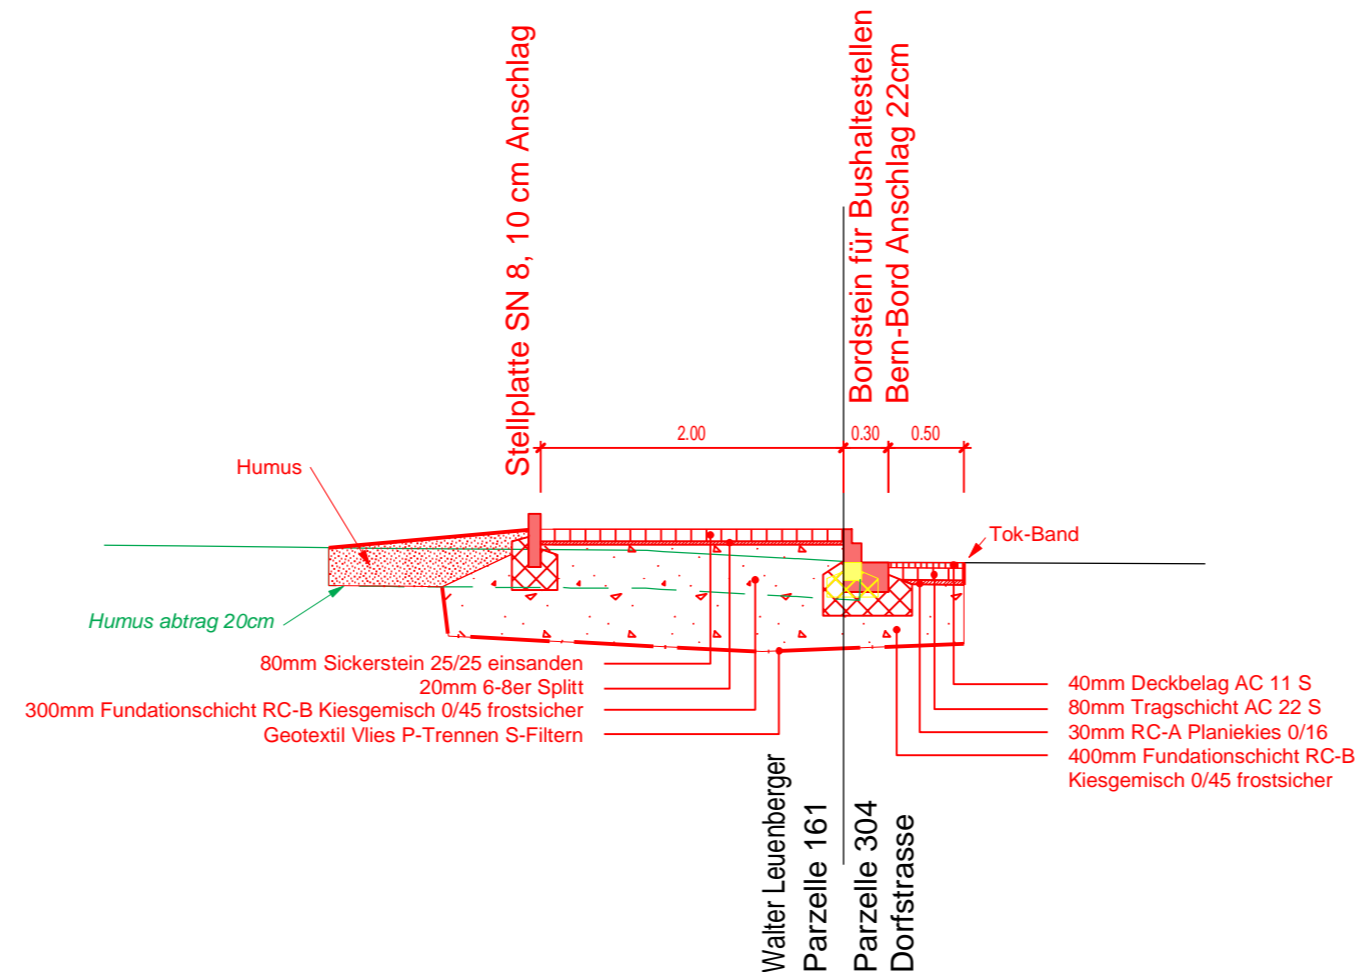 Stellplatte SN 8, 10 cm Anschlag
Bordstein für Bushaltestellen
Bern-Bord Anschlag 22cm
2.00
0.30
0.50
Humus
Tok-Band
Humus abtrag 20cm
80mm Sickerstein 25/25 einsanden
20mm 6-8er Splitt
300mm Fundationschicht RC-B Kiesgemisch 0/45 frostsicher
Geotextil Vlies P-Trennen S-Filtern
40mm Deckbelag AC 11 S
80mm Tragschicht AC 22 S
30mm RC-A Planiekies 0/16
400mm Fundationschicht RC-B
Kiesgemisch 0/45 frostsicher
Walter Leuenberger
Parzelle 161
Parzelle 304
Dorfstrasse